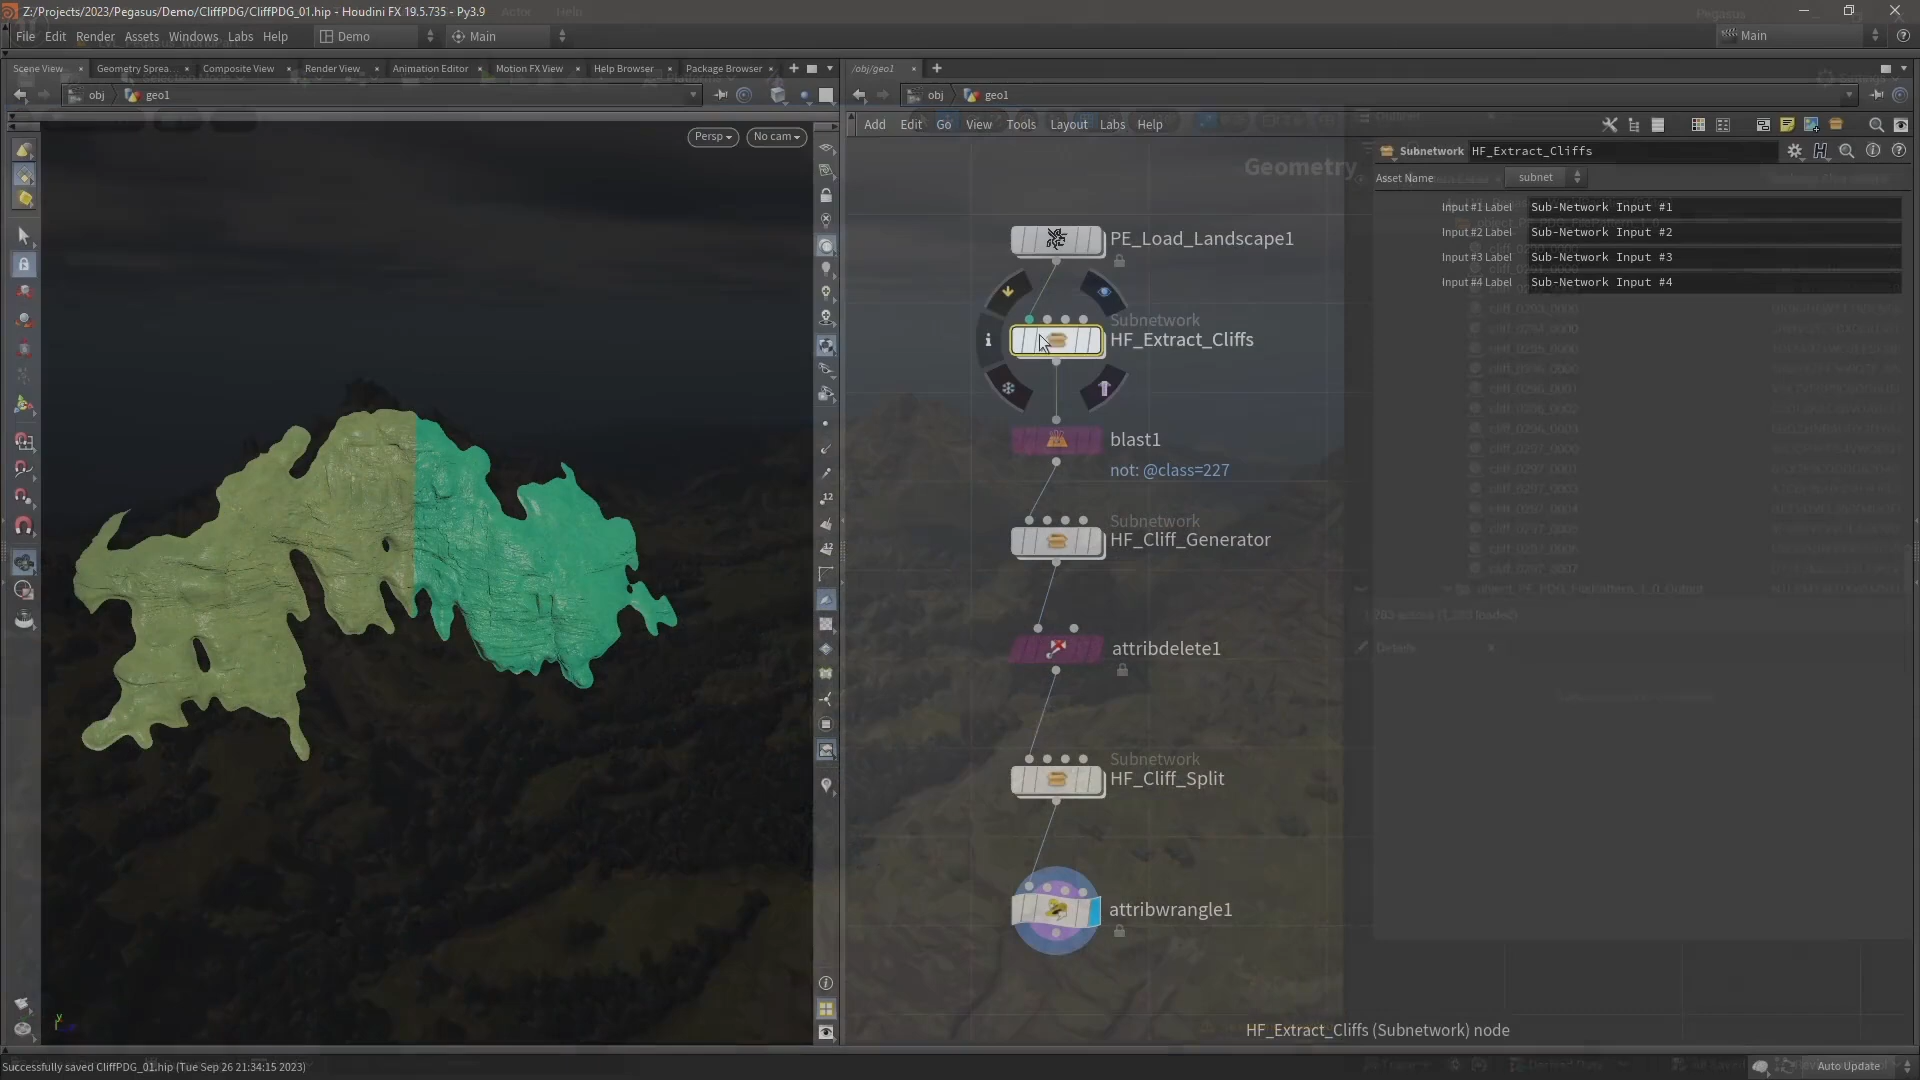 Z:/Projects/2023/Pegasus/Demo/CliffPDG/CliffPDG_01.hip - Houdini FX 19.5.735 - Py3.9
Actor
Help
File Edit Render Assets Windows Labs Help
Demo
Main
Main
Scene View
Geometry Sprea...
Composite View
Render View
Animation Editor
Motion FX View
Help Browser
Package Browser
/obj/geo1
obj
geo1
obj
geo1
Persp
No cam
Add Edit Go View Tools Layout Labs Help
Geometry
Subnetwork
HF_Extract_Cliffs
Asset Name
subnet
Input #1 Label
Sub-Network Input #1
Input #2 Label
Sub-Network Input #2
Input #3 Label
Sub-Network Input #3
Input #4 Label
Sub-Network Input #4
PE_Load_Landscape1
Subnetwork
HF_Extract_Cliffs
blast1
not: @class=227
Subnetwork
HF_Cliff_Generator
attribdelete1
Subnetwork
HF_Cliff_Split
attribwrangle1
Details
HF_Extract_Cliffs (Subnetwork) node
Successfully saved CliffPDG_01.hip (Tue Sep 26 21:34:15 2023)
Auto Update